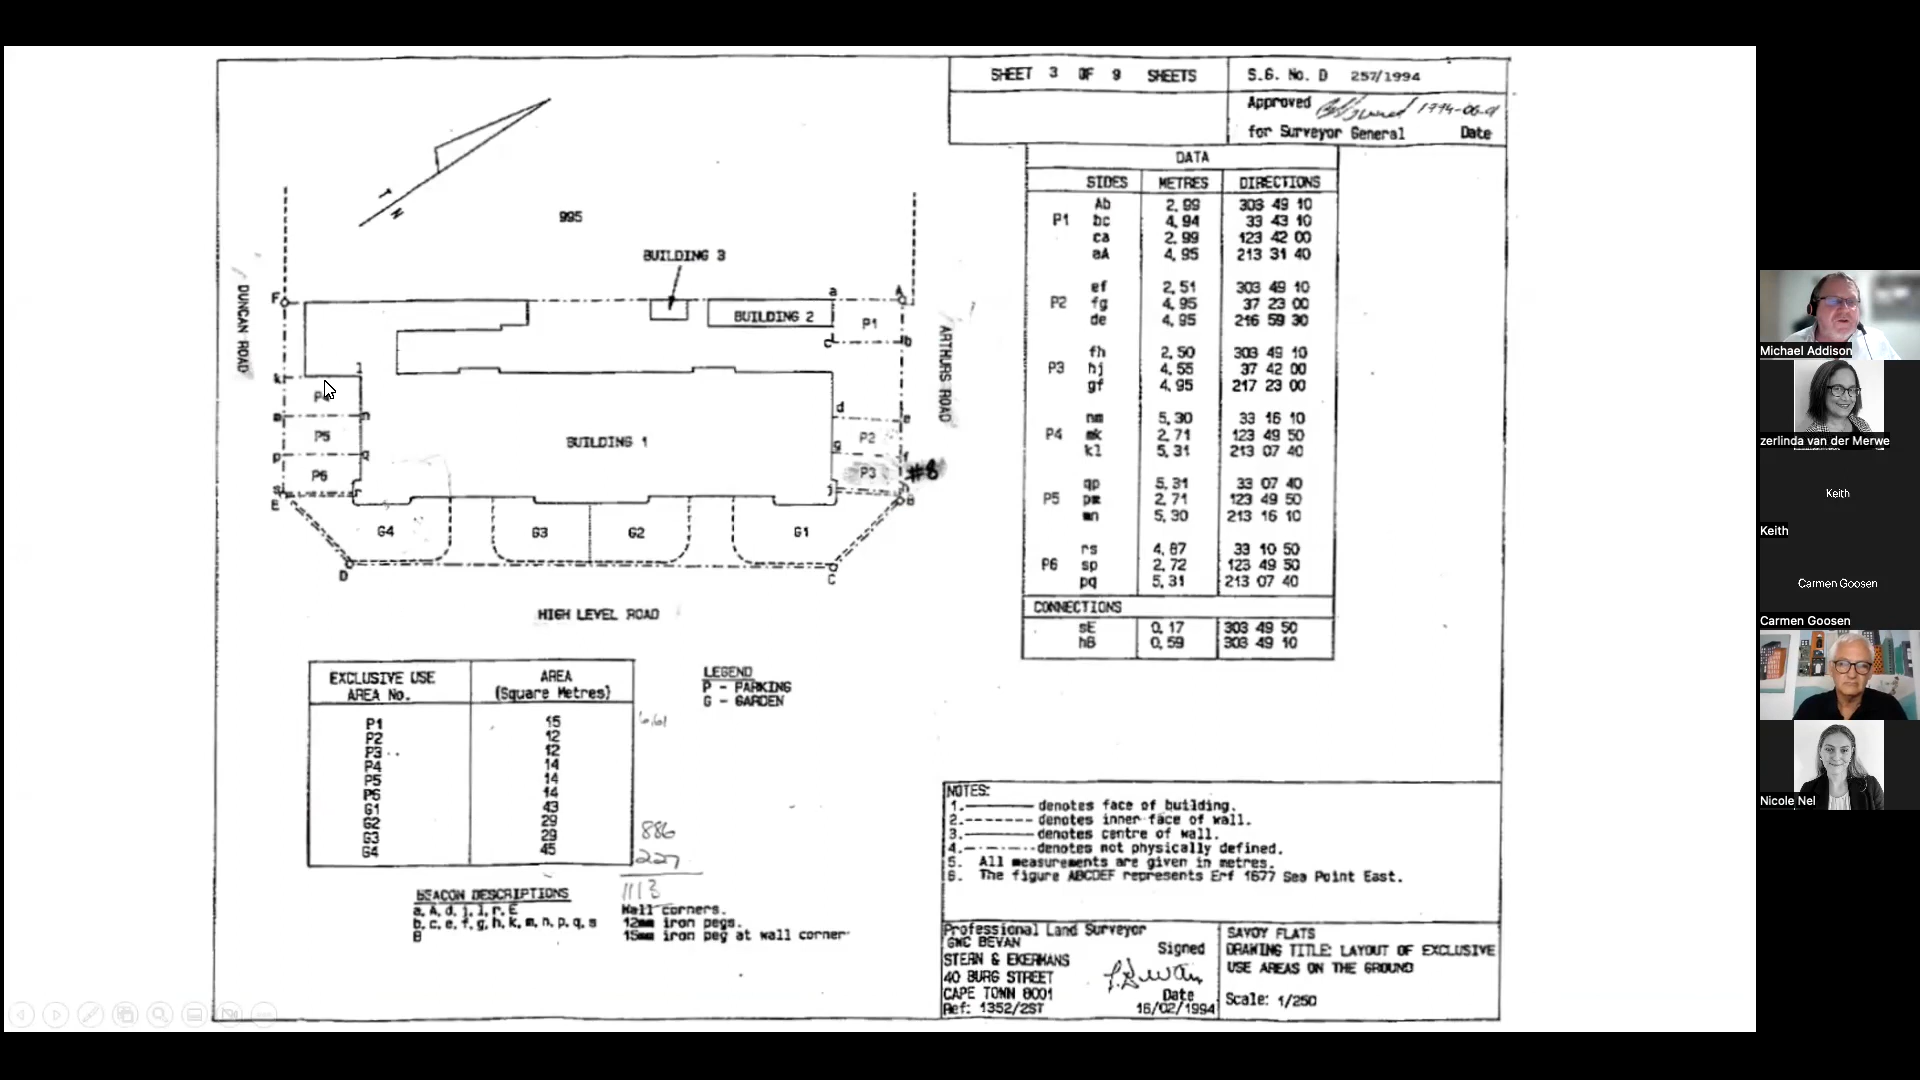 SHEET 3 OF 9 SHEETS
S.G. No. D 257/1994
Approved
for Surveyor General Date
T
N
995
BUILDING 3
DUNCAN ROAD
ARTHURS ROAD
F
a
A
BUILDING 2
P1
c
b
k
l
m
n
P5
p
q
P6
s
r
E
BUILDING 1
d
e
P2
g
f
P3
#6
j
h
B
G4
G3
G2
G1
D
C
HIGH LEVEL ROAD
DATA
SIDES METRES DIRECTIONS
Ab 2,99 303 49 10
P1 bc 4,94 33 43 10
ca 2,99 123 42 00
aA 4,95 213 31 40
ef 2,51 303 49 10
P2 fg 4,95 37 23 00
de 4,95 216 59 30
fh 2,50 303 49 10
P3 hj 4,55 37 42 00
gf 4,95 217 23 00
nm 5,30 33 16 10
P4 mk 2,71 123 49 50
kl 5,31 213 07 40
qp 5,31 33 07 40
P5 pm 2,71 123 49 50
mn 5,30 213 16 10
rs 4,87 33 10 50
P6 sp 2,72 123 49 50
pq 5,31 213 07 40
CONNECTIONS
sE 0,17 303 49 50
hB 0,59 303 49 10
EXCLUSIVE USE AREA No.
AREA (Square Metres)
P1 15
P2 12
P3 12
P4 14
P5 14
P6 14
G1 43
G2 29
G3 29
G4 45
886
227
1113
LEGEND
P - PARKING
G - GARDEN
BEACON DESCRIPTIONS
a, A, d, j, l, r, E Wall corners.
b, c, e, f, g, h, k, m, n, p, q, s 12mm iron pegs.
B 15mm iron peg at wall corner
NOTES:
1. denotes face of building.
2. denotes inner face of wall.
3. denotes centre of wall.
4. denotes not physically defined.
5. All measurements are given in metres.
6. The figure ABCDEF represents Erf 1677 Sea Point East.
Professional Land Surveyor
GWC BEVAN
STERN & EKERMANS
40 BURG STREET
CAPE TOWN 8001
Ref: 1352/2ST
Signed
Date
16/02/1994
SAVOY FLATS
DRAWING TITLE: LAYOUT OF EXCLUSIVE
USE AREAS ON THE GROUND
Scale: 1/250
Michael Addison
zerlinda van der Merwe
Keith
Keith
Carmen Goosen
Carmen Goosen
Nicole Nel